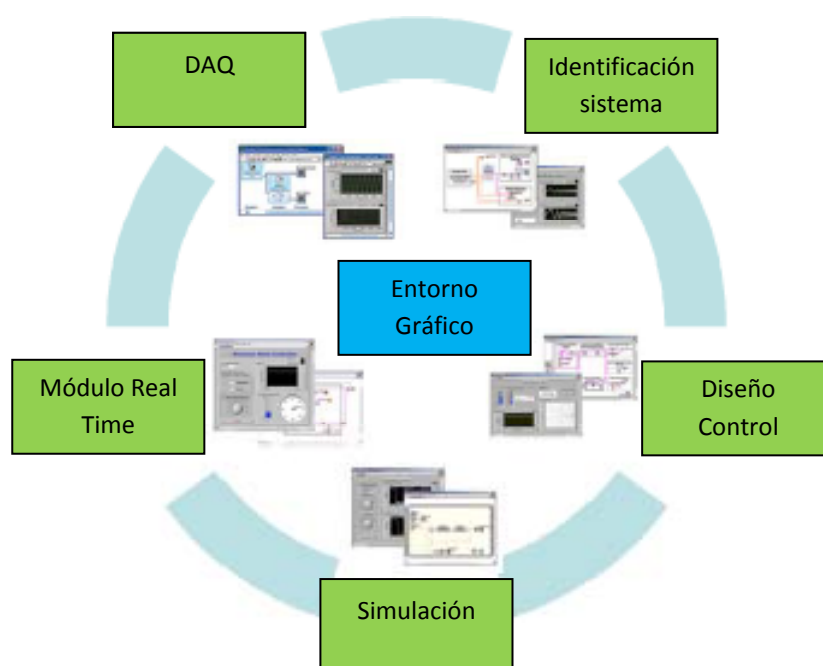 DAQ
Identificación
sistema
Entorno
Gráfico
Módulo Real
Time
Diseño
Control
Simulación